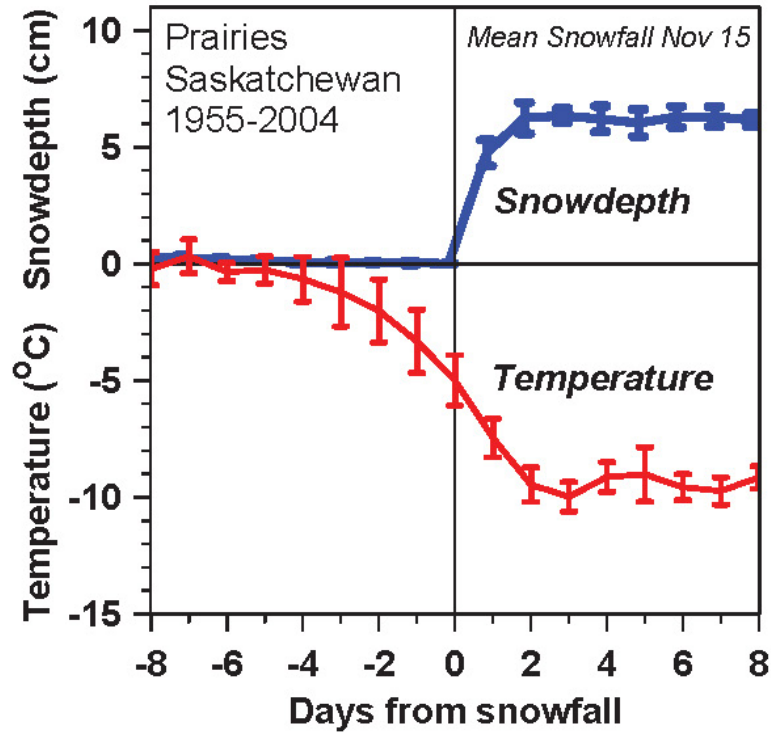 Prairies
Saskatchewan
1955-2004
Mean Snowfall Nov 15
Snowdepth
Temperature
Temperature (°C) Snowdepth (cm)
10
5
0
-5
-10
-15
-8 -6 -4 -2 0 2 4 6 8
Days from snowfall